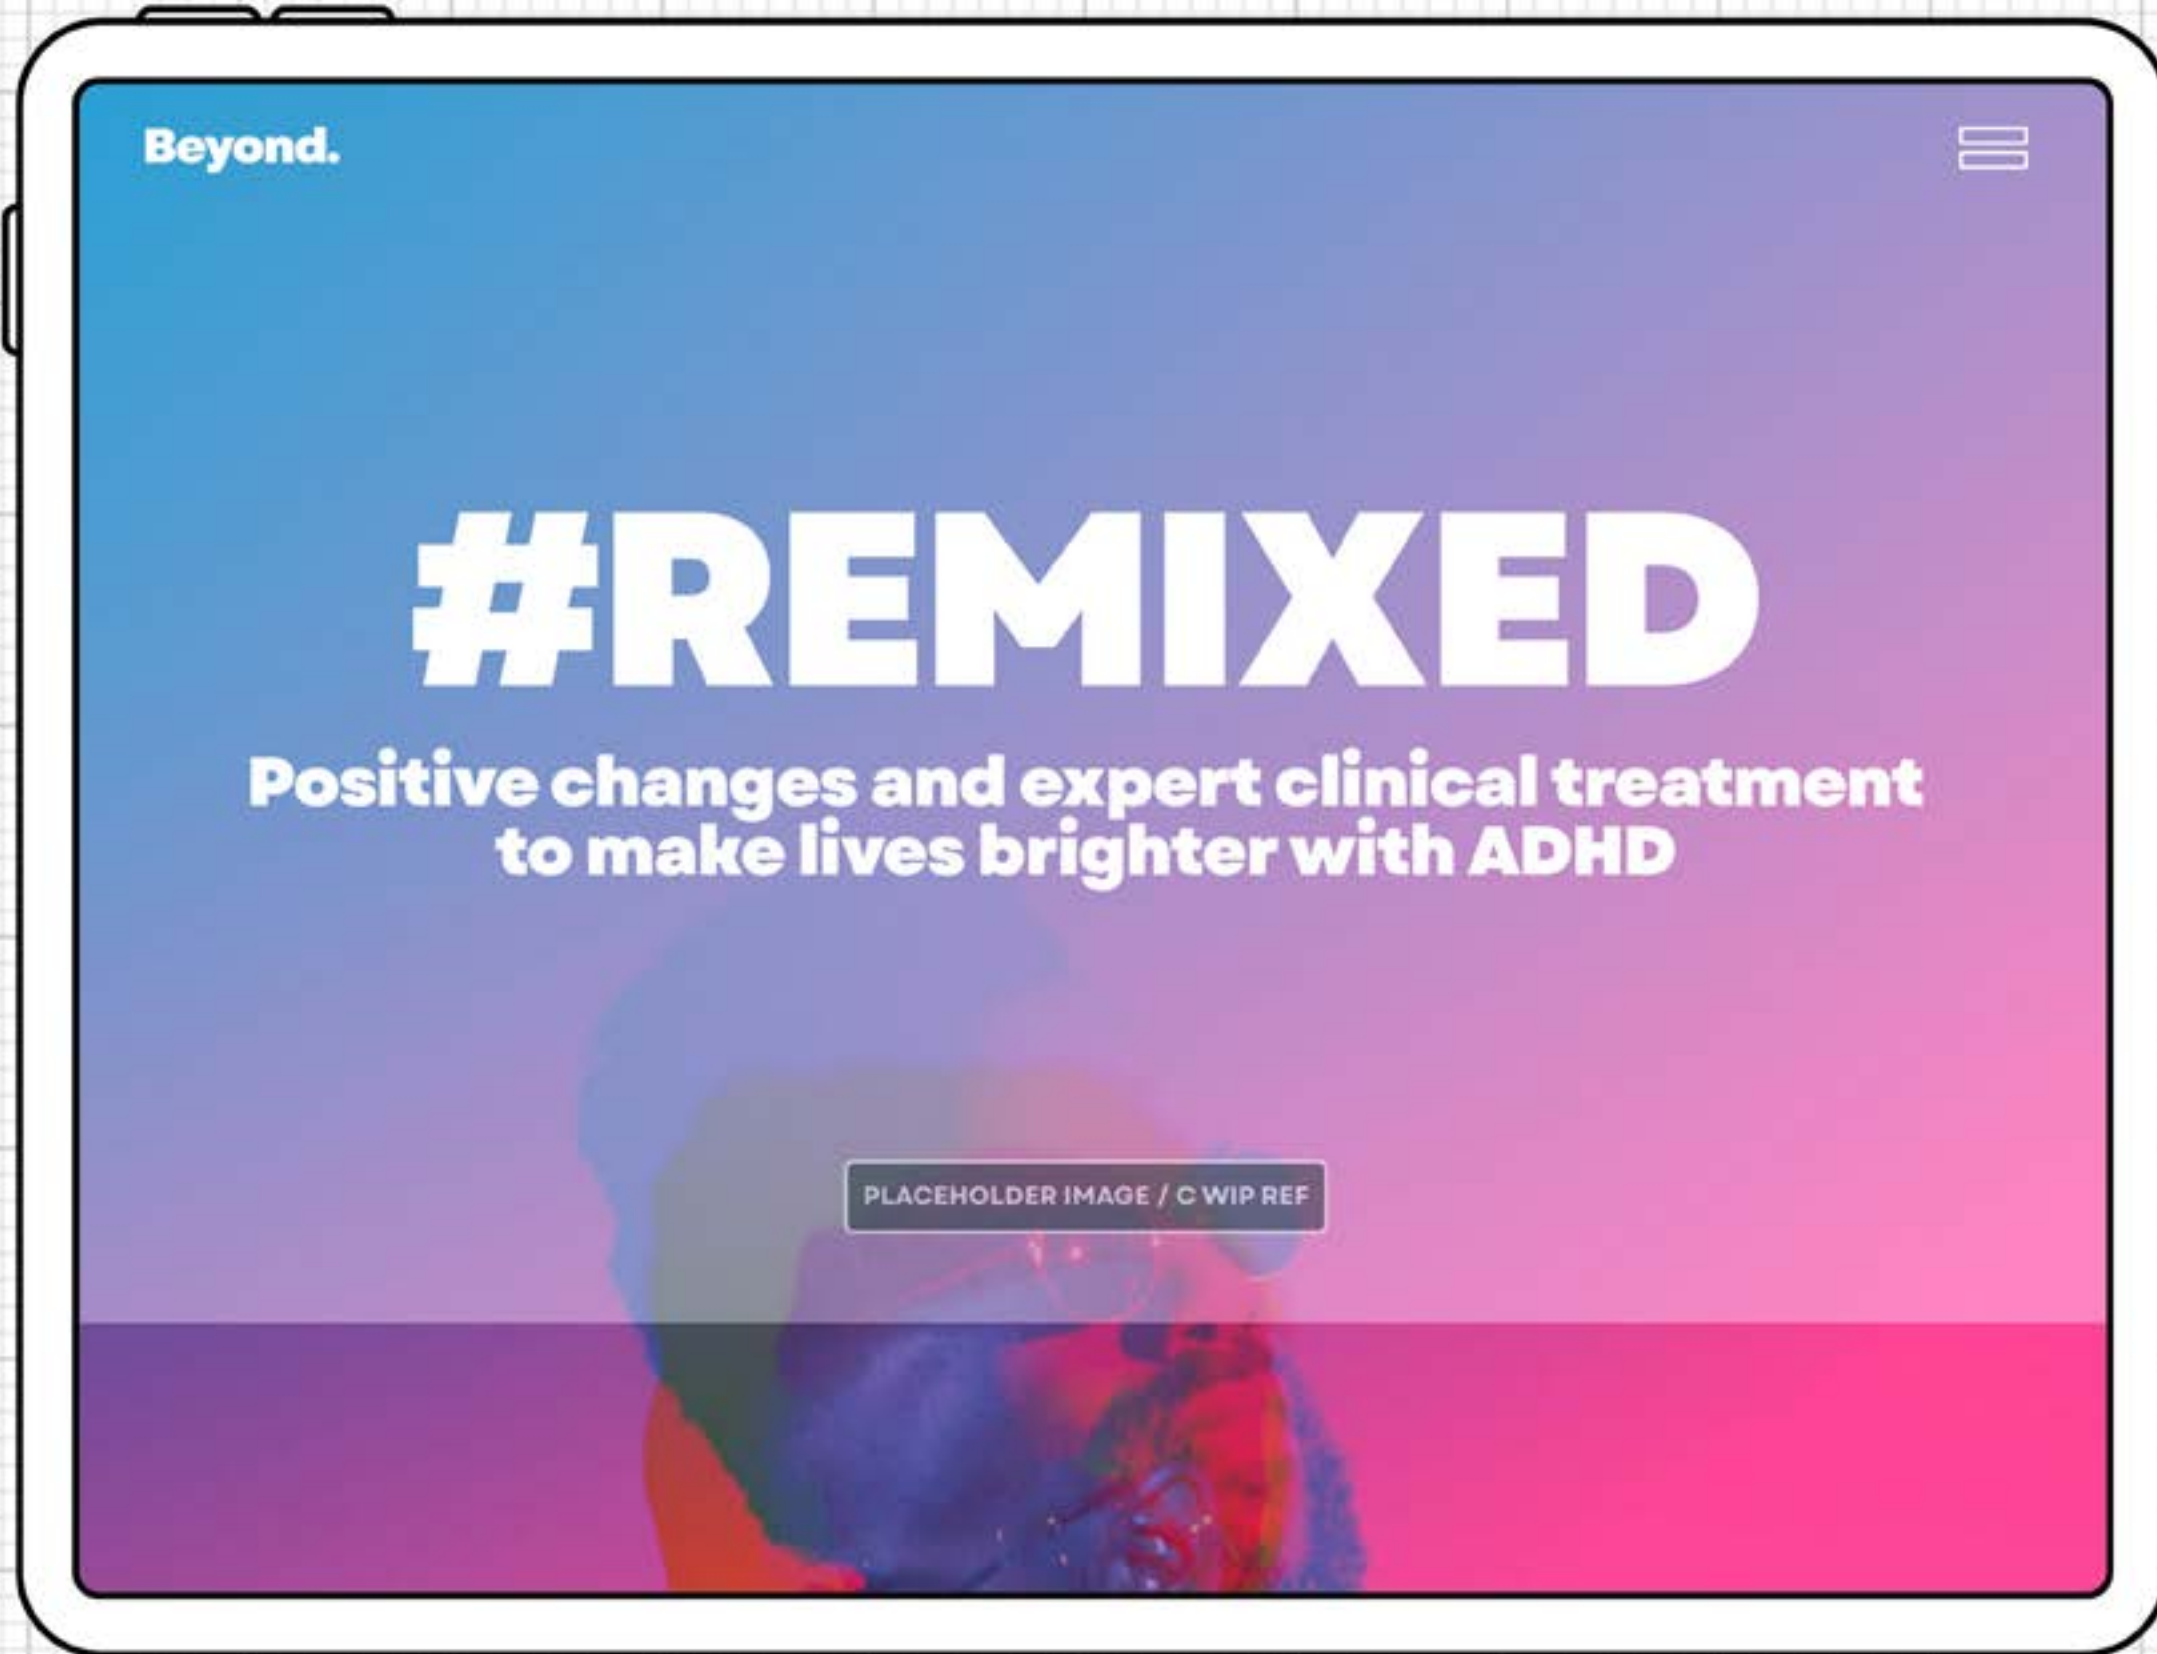 Beyond.
#REMIXED
Positive changes and expert clinical treatment
to make lives brighter with ADHD
PLACEHOLDER IMAGE / C WIP REF